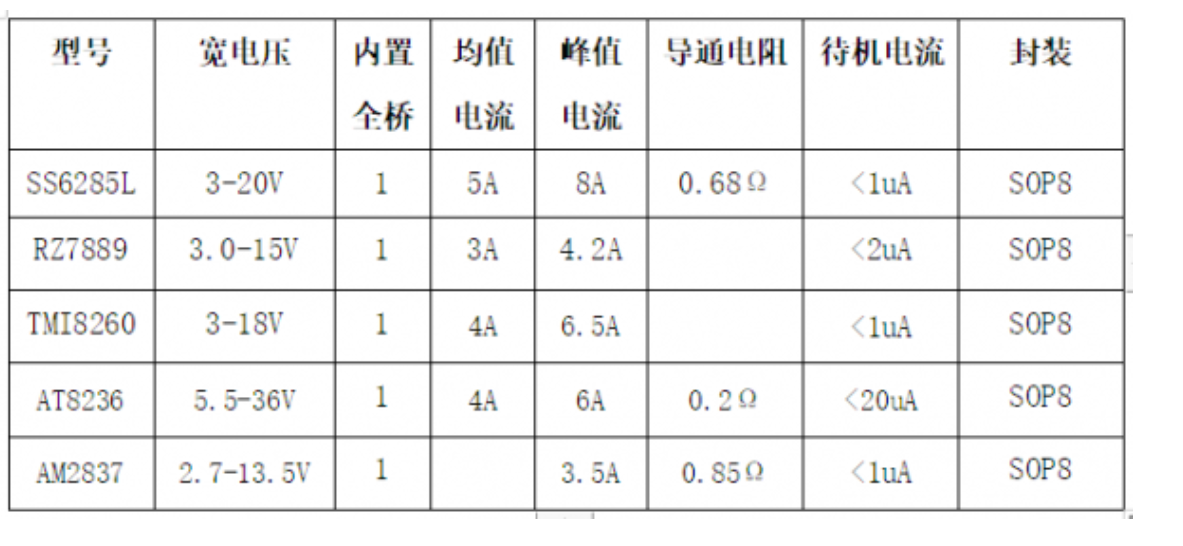 型号 宽电压 内置全桥 均值电流 峰值电流 导通电阻 待机电流 封装
SS6285L 3-20V 1 5A 8A 0.68Ω <1uA SOP8
RZ7889 3.0-15V 1 3A 4.2A <2uA SOP8
TMI8260 3-18V 1 4A 6.5A <1uA SOP8
AT8236 5.5-36V 1 4A 6A 0.2Ω <20uA SOP8
AM2837 2.7-13.5V 1 3.5A 0.85Ω <1uA SOP8